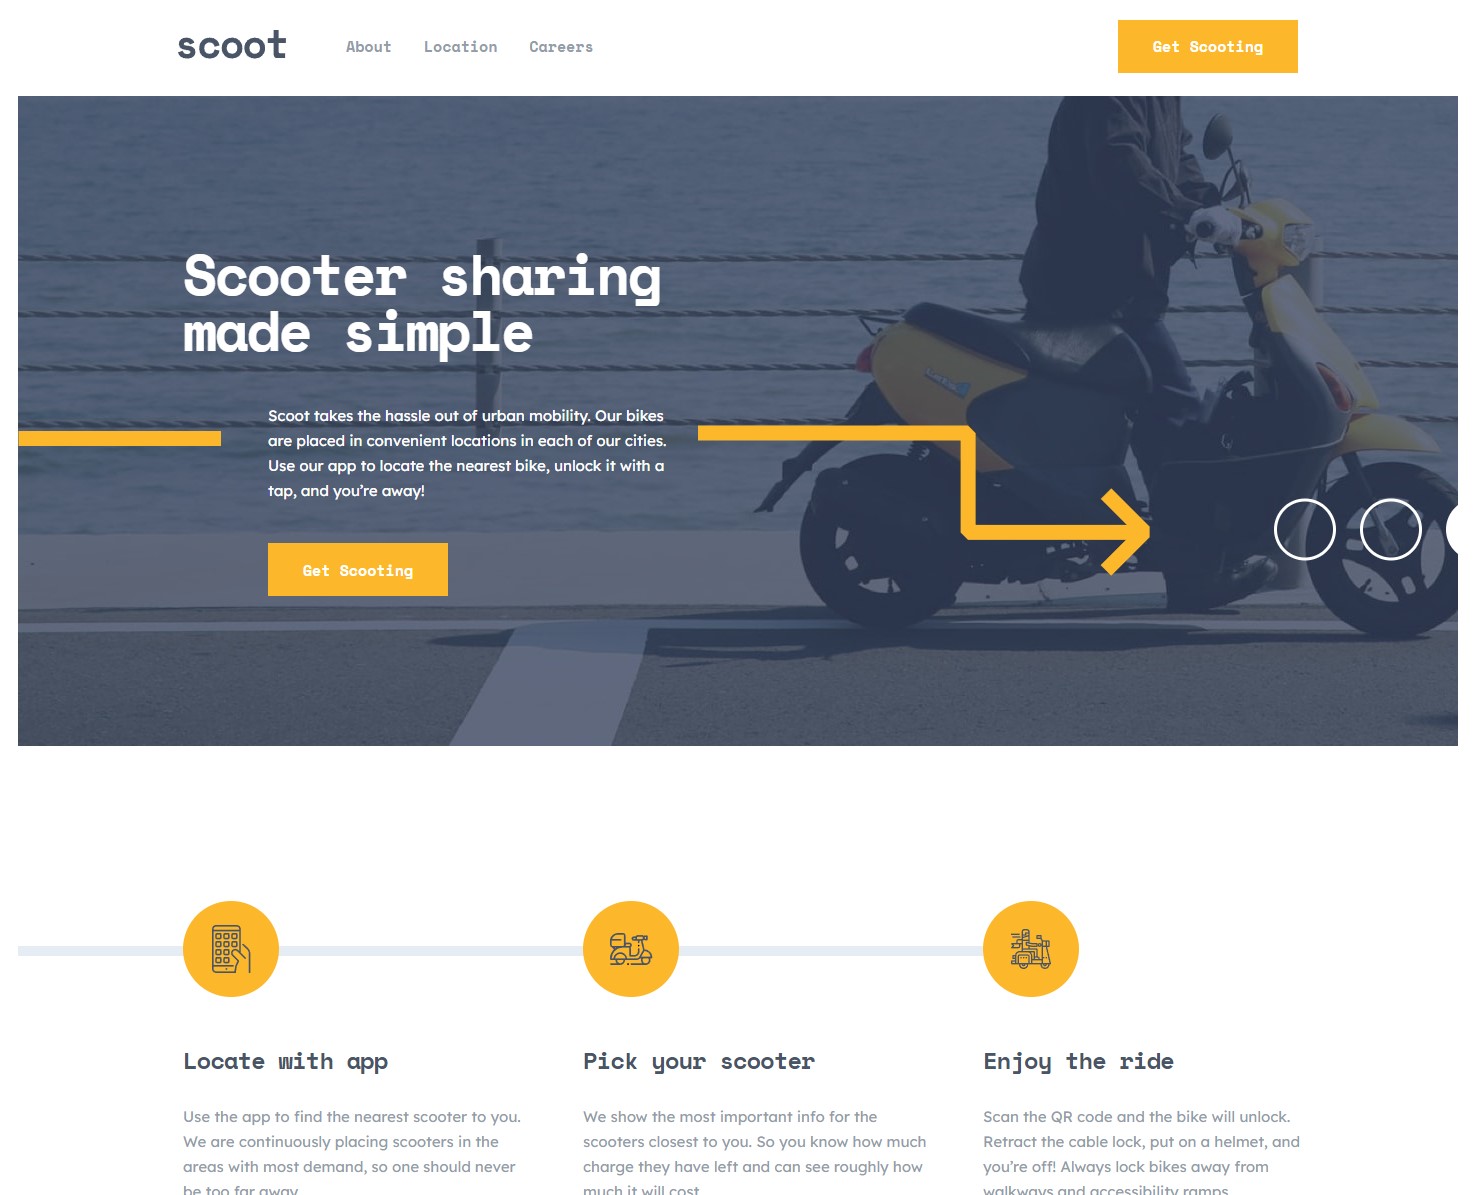 scoot
About Location Careers
Get Scooting
Scooter sharing
made simple
Scoot takes the hassle out of urban mobility. Our bikes
are placed in convenient locations in each of our cities.
Use our app to locate the nearest bike, unlock it with a
tap, and you’re away!
Get Scooting
Locate with app
Use the app to find the nearest scooter to you.
We are continuously placing scooters in the
areas with most demand, so one should never
be too far away.
Pick your scooter
We show the most important info for the
scooters closest to you. So you know how much
charge they have left and can see roughly how
much it will cost.
Enjoy the ride
Scan the QR code and the bike will unlock.
Retract the cable lock, put on a helmet, and
you’re off! Always lock bikes away from
walkways and accessibility ramps.